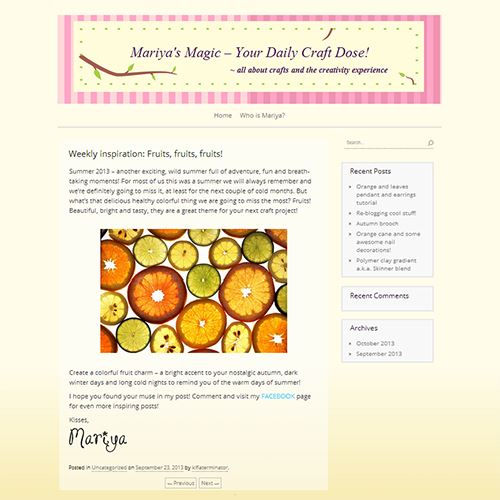 Mariya's Magic – Your Daily Craft Dose!
~ all about crafts and the creativity experience
Home Who is Mariya?
Weekly inspiration: Fruits, fruits, fruits!
Summer 2013 – another exciting, wild summer full of adventure, fun and breath-
taking moments! For most of us this was a summer we will always remember and
we're definitely going to miss it, at least for the next couple of cold months. But
what's that delicious healthy colorful thing we are going to miss the most? Fruits!
Beautiful, bright and tasty, they are a great theme for your next craft project!
Create a colorful fruit charm – a bright accent to your nostalgic autumn, dark
winter days and long cold nights to remind you of the warm days of summer!
I hope you found your muse in my post! Comment and visit my FACEBOOK page
for even more inspiring posts!
Kisses,
Mariya
Posted in Uncategorized on September 23, 2013 by kifaterminator.
← Previous Next →
Search...
Recent Posts
Orange and leaves
pendant and earrings
tutorial
Re-blogging cool stuff!
Autumn brooch
Orange cane and some
awesome nail
decorations!
Polymer clay gradient
a.k.a. Skinner blend
Recent Comments
Archives
October 2013
September 2013